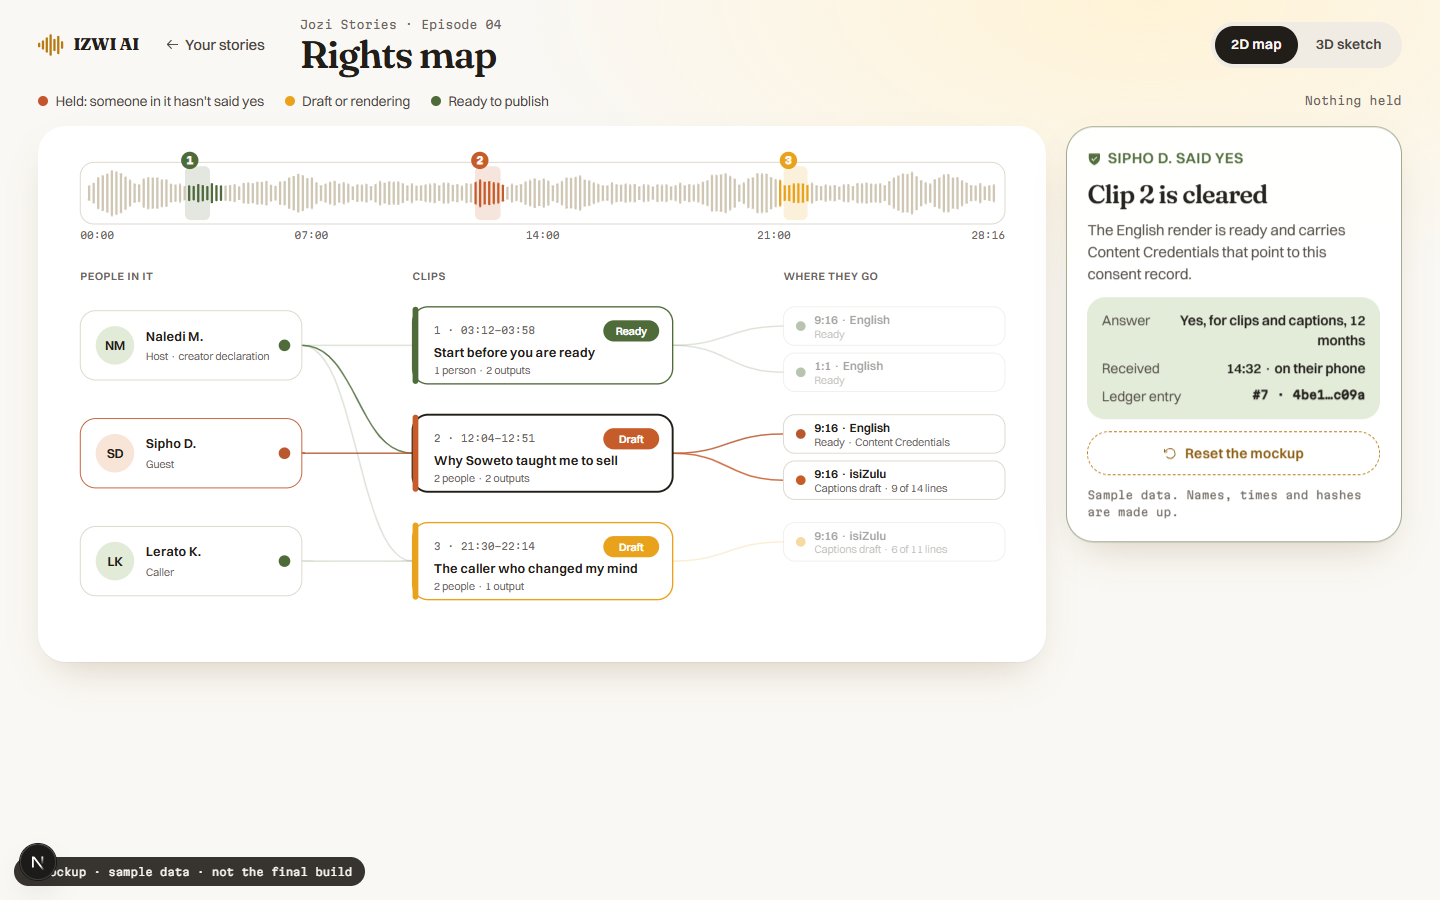 IZWI AI
← Your stories
Jozi Stories · Episode 04
Rights map
2D map
3D sketch
Held: someone in it hasn't said yes
Draft or rendering
Ready to publish
Nothing held
1
2
3
00:00
07:00
14:00
21:00
28:16
PEOPLE IN IT
CLIPS
WHERE THEY GO
NM
Naledi M.
Host · creator declaration
SD
Sipho D.
Guest
LK
Lerato K.
Caller
1 · 03:12–03:58
Ready
Start before you are ready
1 person · 2 outputs
2 · 12:04–12:51
Draft
Why Soweto taught me to sell
2 people · 2 outputs
3 · 21:30–22:14
Draft
The caller who changed my mind
2 people · 1 output
9:16 · English
Ready
1:1 · English
Ready
9:16 · English
Ready · Content Credentials
9:16 · isiZulu
Captions draft · 9 of 14 lines
9:16 · isiZulu
Captions draft · 6 of 11 lines
SIPHO D. SAID YES
Clip 2 is cleared
The English render is ready and carries
Content Credentials that point to this
consent record.
Answer
Yes, for clips and captions, 12
months
Received
14:32 · on their phone
Ledger entry
#7 · 4be1…c09a
Reset the mockup
Sample data. Names, times and hashes
are made up.
N
ockup · sample data · not the final build